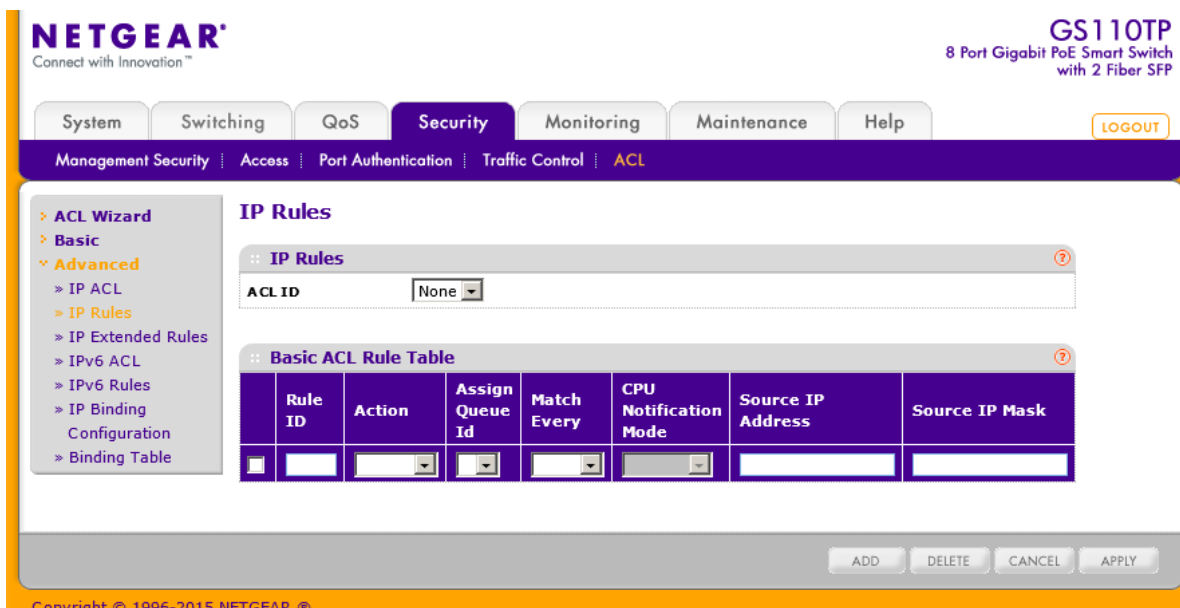 NETGEAR®
Connect with Innovation™
GS110TP
8 Port Gigabit PoE Smart Switch
with 2 Fiber SFP
System
Switching
QoS
Security
Monitoring
Maintenance
Help
LOGOUT
Management Security
Access
Port Authentication
Traffic Control
ACL
ACL Wizard
Basic
Advanced
» IP ACL
» IP Rules
» IP Extended Rules
» IPv6 ACL
» IPv6 Rules
» IP Binding
Configuration
» Binding Table
IP Rules
IP Rules
?
ACL ID
None
Basic ACL Rule Table
?
Rule
ID
Action
Assign
Queue
Id
Match
Every
CPU
Notification
Mode
Source IP
Address
Source IP Mask
ADD
DELETE
CANCEL
APPLY
Copyright © 1996-2015 NETGEAR ®